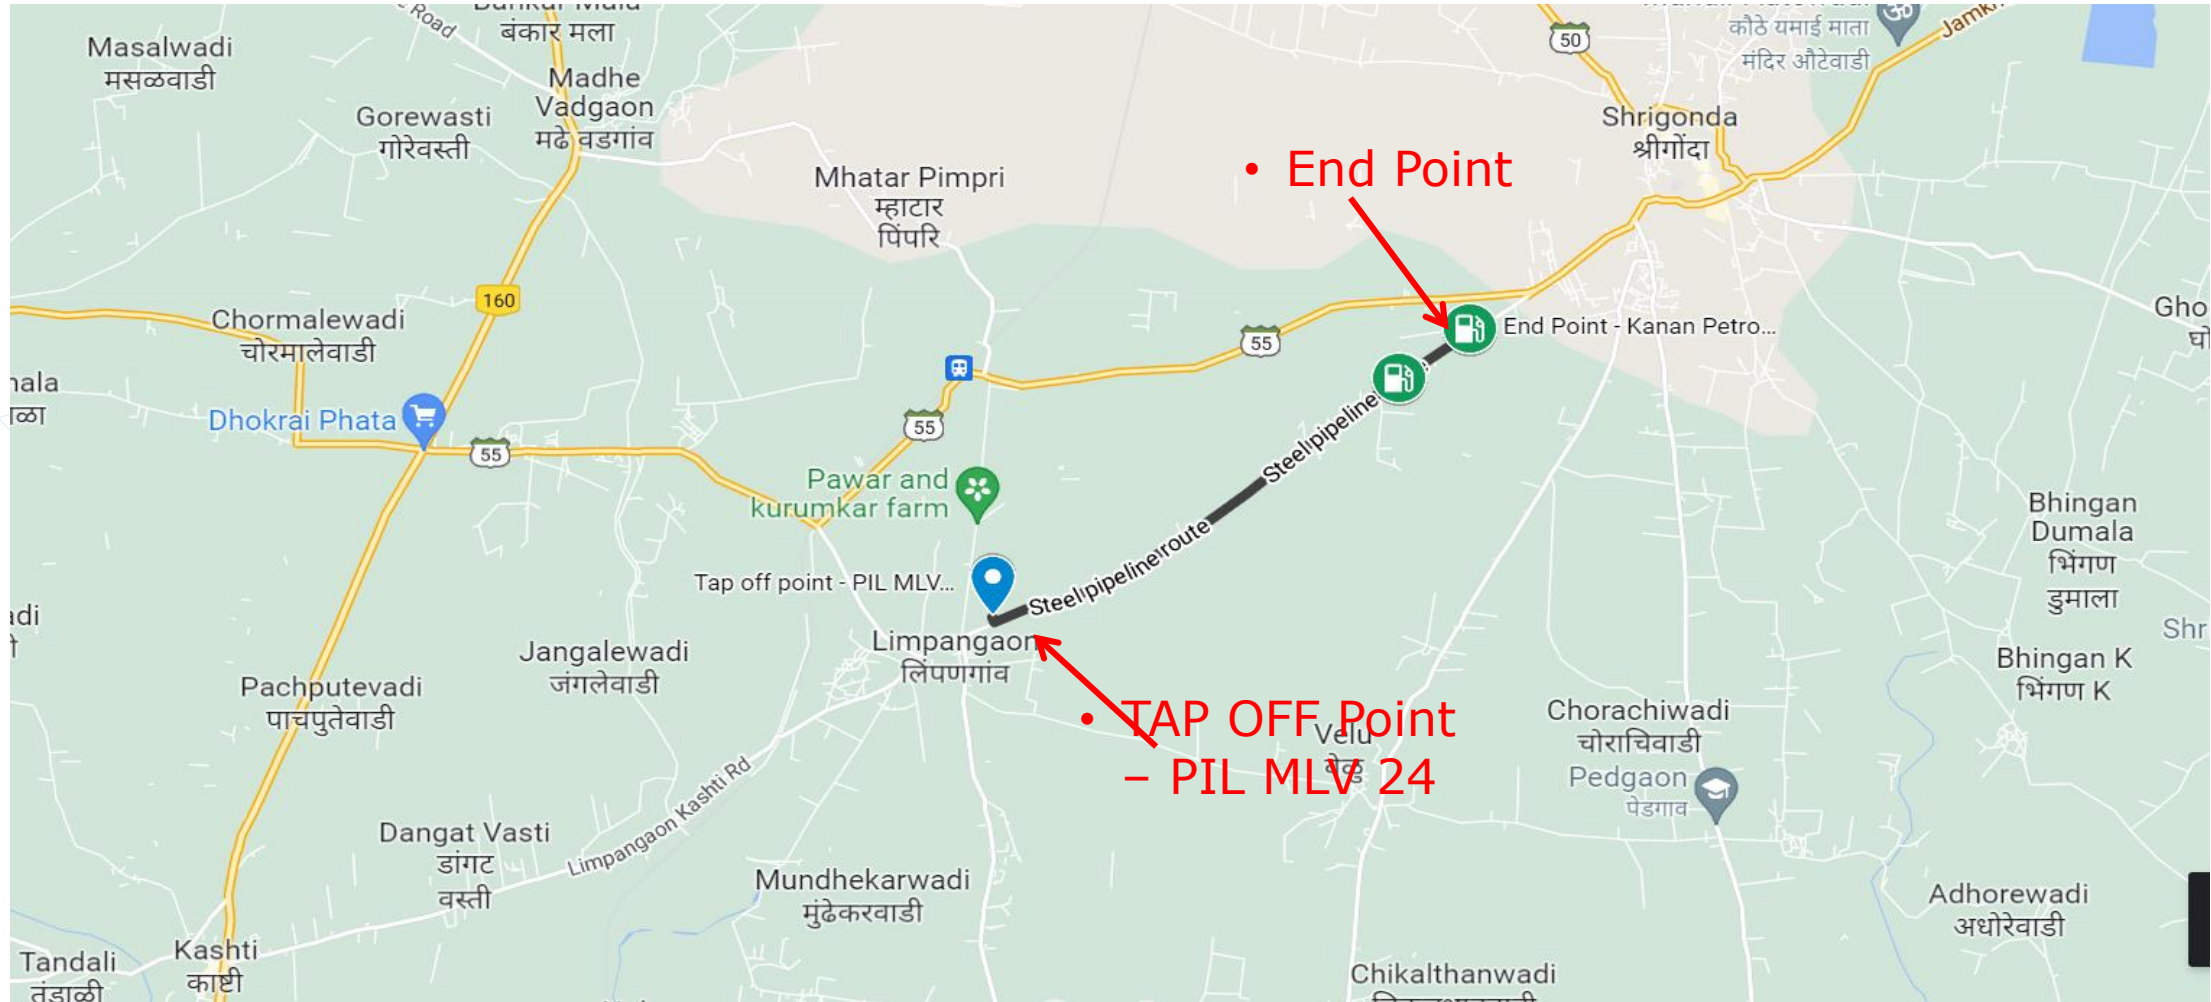 Road
बंकार मला
Masalwadi
मसळवाडी
Madhe
Vadgaon
मढे वडगांव
Gorewasti
गोरेवस्ती
50
कौठे यमाई माता
मंदिर औटेवाडी
Shrigonda
श्रीगोंदा
• End Point
Mhatar Pimpri
म्हाटार
पिंपरि
160
Chormalewadi
चोरमालेवाडी
55
End Point - Kanan Petro...
Dhokrai Phata
55
55
Steel pipeline
Pawar and
kurumkar farm
Steel pipeline route
Tap off point - PIL MLV...
Limpangaon
लिंपणगांव
Bhingan
Dumala
भिंगण
डुमाला
Bhingan K
भिंगण K
Jangalewadi
जंगलेवाडी
Pachputevadi
पाचपुतेवाडी
• TAP OFF Point
– PIL MLV 24
Velu
Chorachiwadi
चोराचिवाडी
Pedgaon
पेडगाव
Limpangaon Kashti Rd
Dangat Vasti
डांगट
वस्ती
Mundhekarwadi
मुंढेकरवाडी
Adhorewadi
अधोरेवाडी
Kashti
काष्टी
Tandali
तंडाळी
Chikalthanwadi